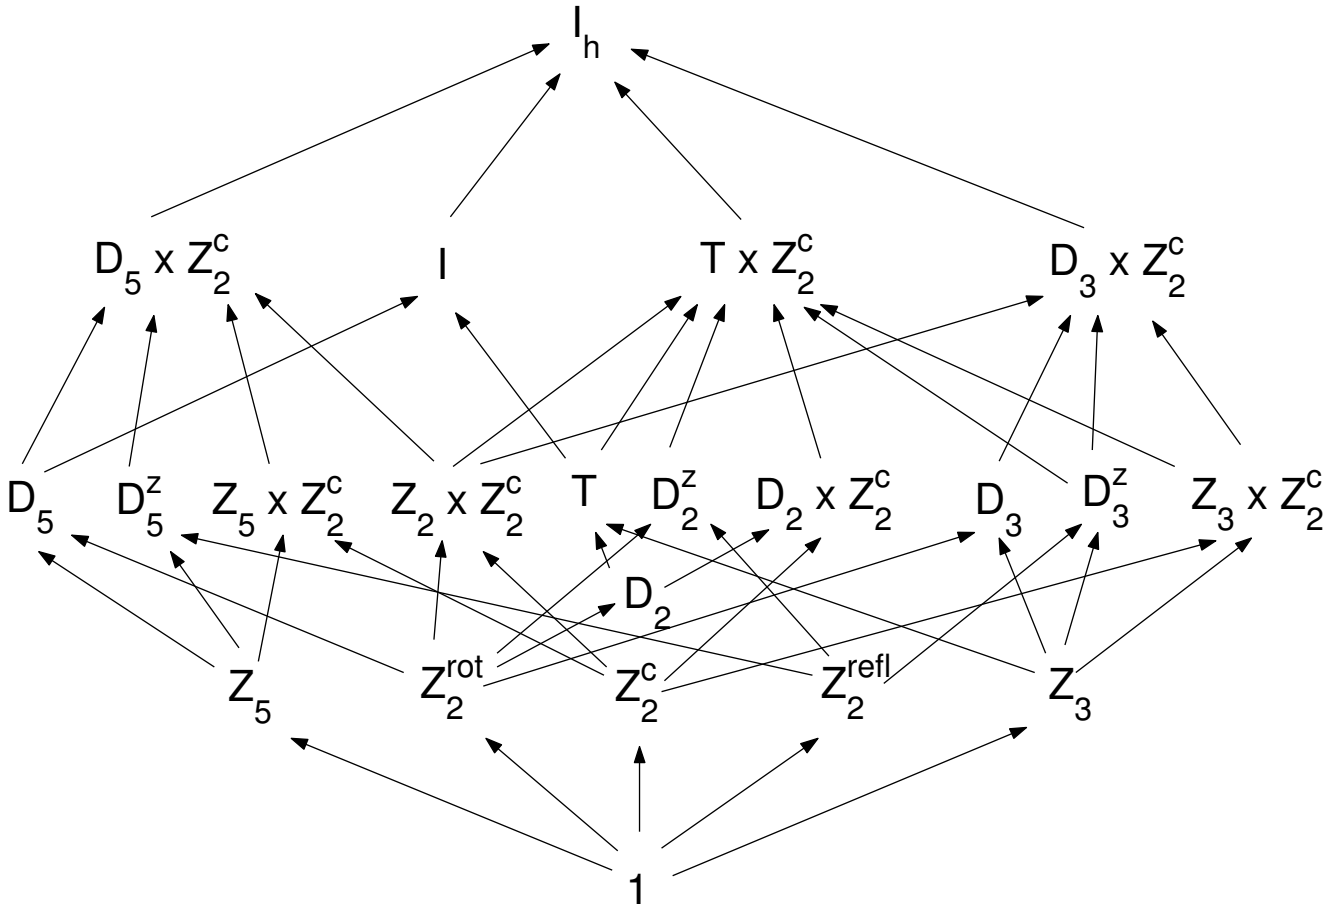 I_h
D_5 x Z_2^c
I
T x Z_2^c
D_3 x Z_2^c
D_5
D_5^z
Z_5 x Z_2^c
Z_2 x Z_2^c
T
D_2^z
D_2 x Z_2^c
D_3
D_3^z
Z_3 x Z_2^c
D_2
Z_5
Z_2^rot
Z_2^c
Z_2^refl
Z_3
1